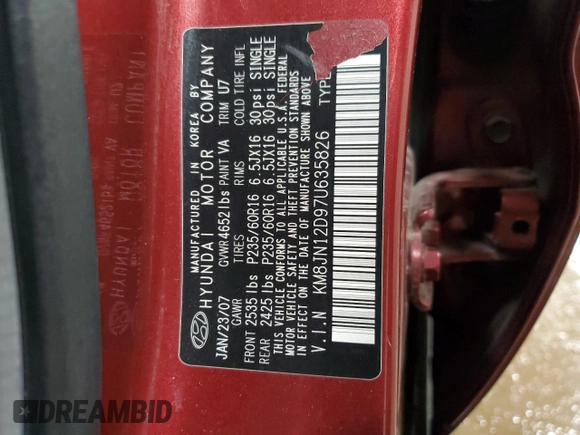 MANUFACTURED IN KOREA BY
HYUNDAI MOTOR COMPANY
JAN/23/07 GVWR 4652 lbs PAINT VA TRIM U7
GAWR TIRES RIMS COLD TIRE INFL
FRONT 2535 lbs P235/60R16 6.5JX16 30psi SINGLE
REAR 2425 lbs P235/60R16 6.5JX16 30psi SINGLE
THIS VEHICLE CONFORMS TO ALL APPLICABLE U.S.A. FEDERAL
MOTOR VEHICLE SAFETY AND THEFT PREVENTION STANDARDS
IN EFFECT ON THE DATE OF MANUFACTURE SHOWN ABOVE
V.I.N KM8JN12D97U635826 TYPE
DREAMBID